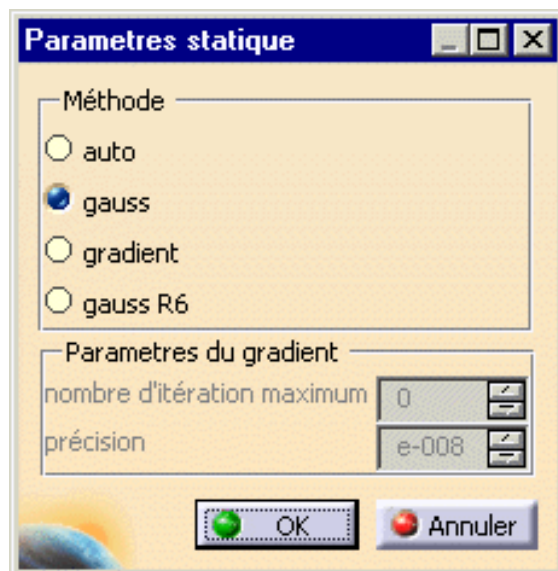 Parametres statique
Méthode
auto
gauss
gradient
gauss R6
Parametres du gradient
nombre d'itération maximum 0
précision e-008
OK Annuler